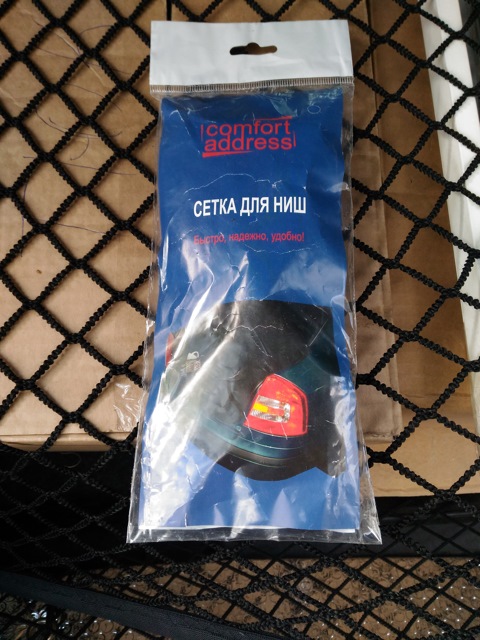 comfort
address
СЕТКА ДЛЯ НИШ
Быстро, надежно, удобно!